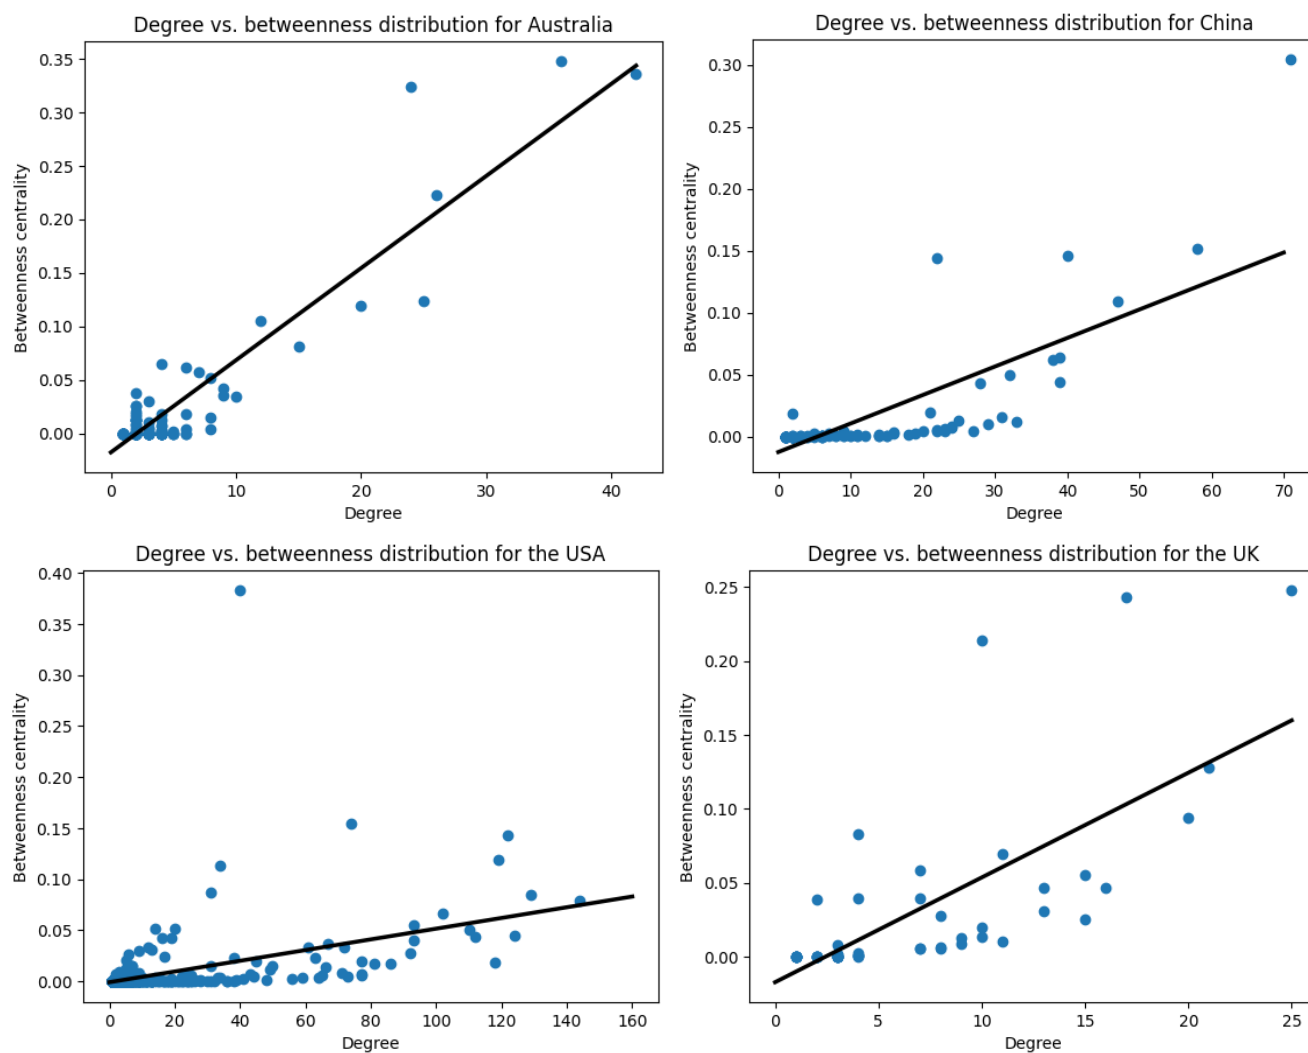 Degree vs. betweenness distribution for Australia
Betweenness centrality
0.35
0.30
0.25
0.20
0.15
0.10
0.05
0.00
0 10 20 30 40
Degree
Degree vs. betweenness distribution for China
Betweenness centrality
0.30
0.25
0.20
0.15
0.10
0.05
0.00
0 10 20 30 40 50 60 70
Degree
Degree vs. betweenness distribution for the USA
Betweenness centrality
0.40
0.35
0.30
0.25
0.20
0.15
0.10
0.05
0.00
0 20 40 60 80 100 120 140 160
Degree
Degree vs. betweenness distribution for the UK
Betweenness centrality
0.25
0.20
0.15
0.10
0.05
0.00
0 5 10 15 20 25
Degree